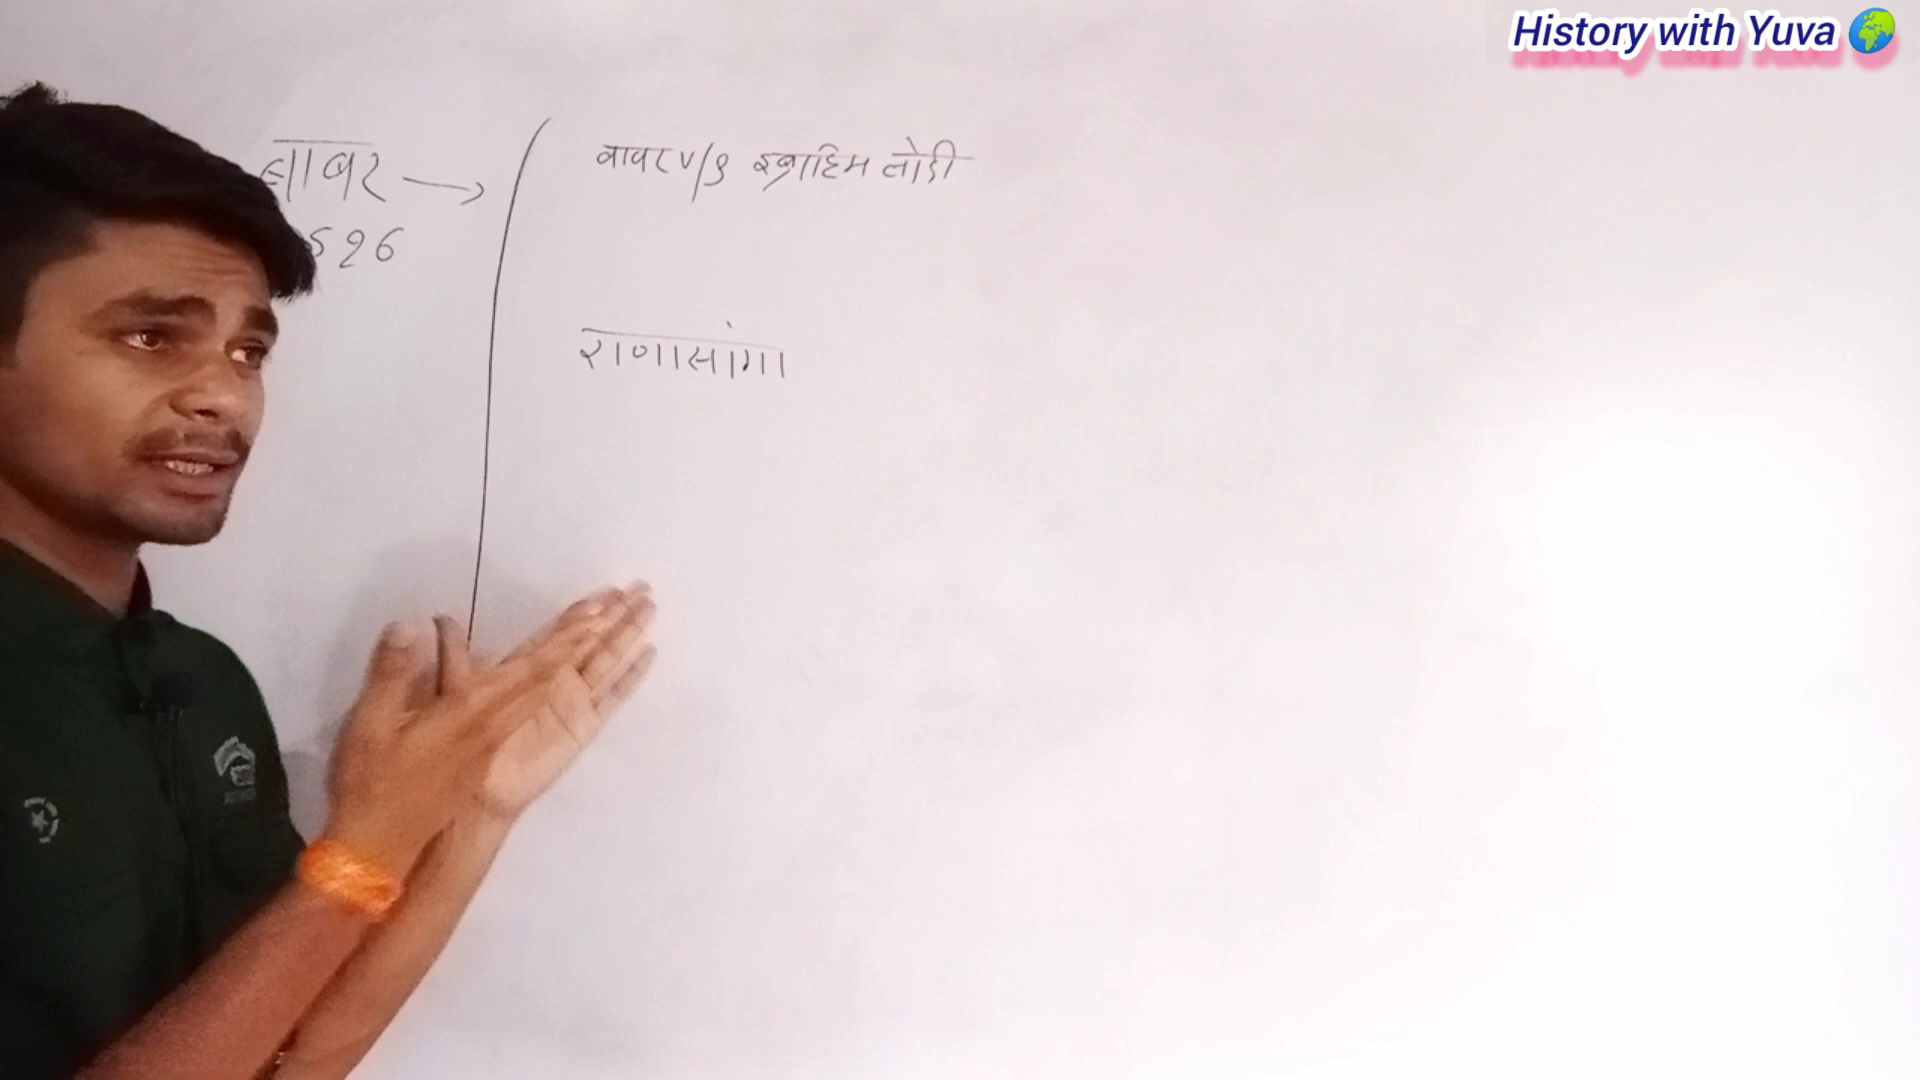 History with Yuva
बाबर →
526
बाबर v/s इब्राहिम लोदी
राणासांगा